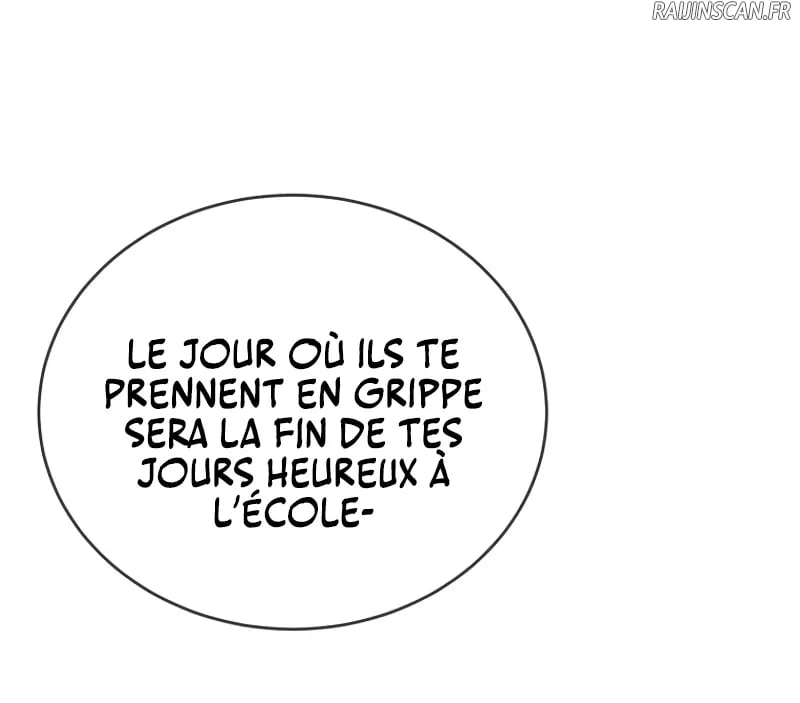 RAIJINSCAN.FR
LE JOUR OÙ ILS TE
PRENNENT EN GRIPPE
SERA LA FIN DE TES
JOURS HEUREUX À
L'ÉCOLE-